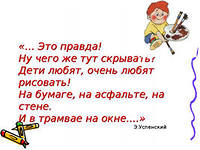 «... Это правда!
Ну чего же тут скрывать?
Дети любят, очень любят
рисовать!
На бумаге, на асфальте, на
стене.
И в трамвае на окне....»
Э.Успенский